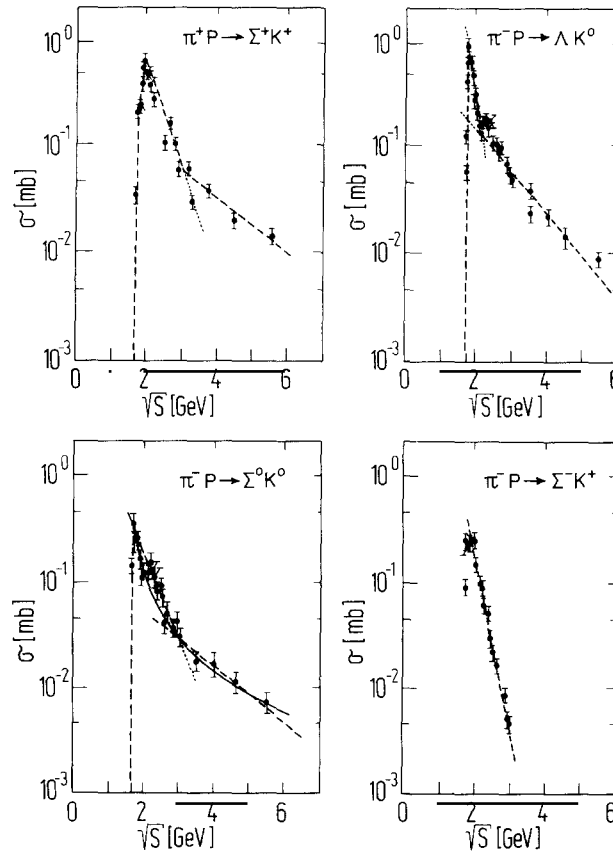 π⁺P→Σ⁺K⁺
10⁰
10⁻¹
10⁻²
10⁻³
σ [mb]
0 2 4 6
√S [GeV]
π⁻P→ΛK⁰
10⁰
10⁻¹
10⁻²
10⁻³
σ [mb]
0 2 4 6
√S [GeV]
π⁻P→Σ⁰K⁰
10⁰
10⁻¹
10⁻²
10⁻³
σ [mb]
0 2 4 6
√S [GeV]
π⁻P→Σ⁻K⁺
10⁰
10⁻¹
10⁻²
10⁻³
σ [mb]
0 2 4 6
√S [GeV]